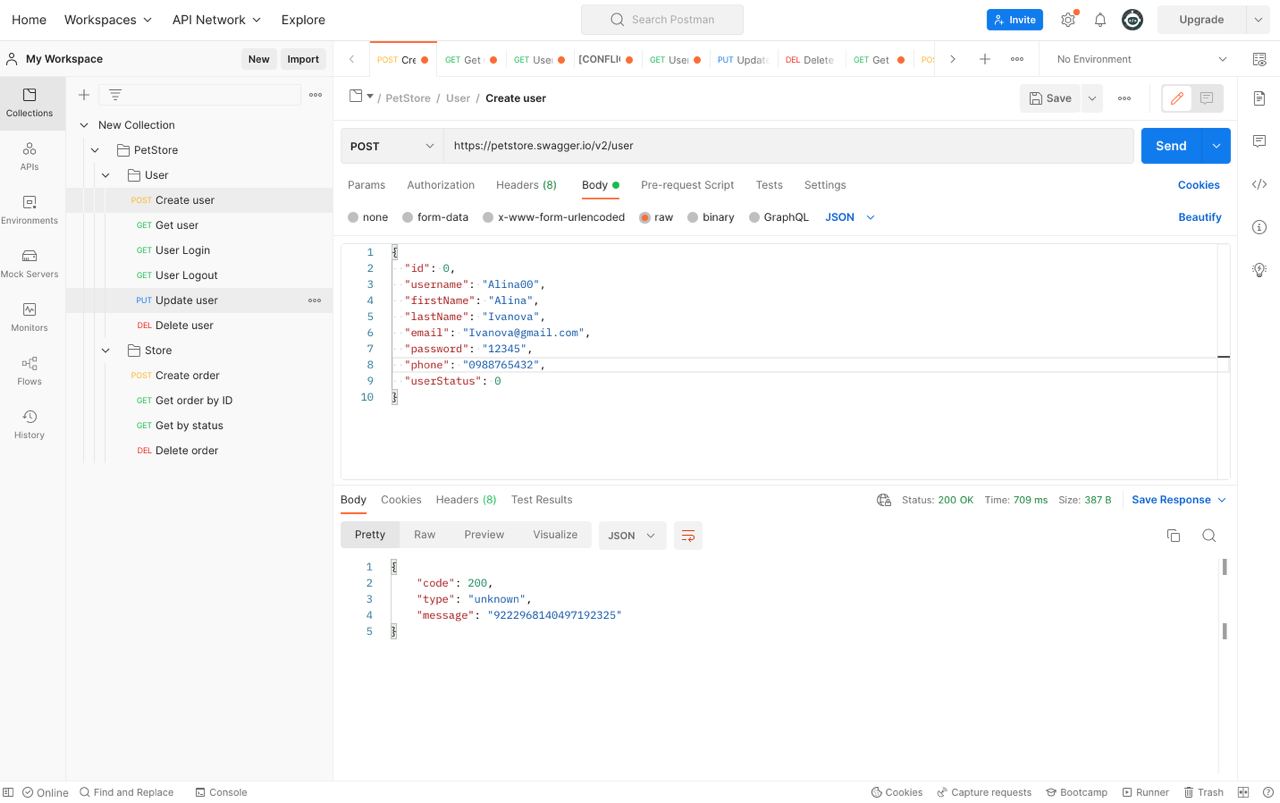 Home Workspaces API Network Explore Search Postman Invite Upgrade
My Workspace New Import
POST Cre GET Get GET Use [CONFLI GET Use PUT Updat DEL Delete GET Get No Environment
Collections
APIs
Environments
Mock Servers
Monitors
Flows
History
New Collection
PetStore
User
POST Create user
GET Get user
GET User Login
GET User Logout
PUT Update user
DEL Delete user
Store
POST Create order
GET Get order by ID
GET Get by status
DEL Delete order
/ PetStore / User / Create user Save
POST https://petstore.swagger.io/v2/user Send
Params Authorization Headers (8) Body Pre-request Script Tests Settings Cookies
none form-data x-www-form-urlencoded raw binary GraphQL JSON Beautify
1 {
2 "id": 0,
3 "username": "Alina00",
4 "firstName": "Alina",
5 "lastName": "Ivanova",
6 "email": "Ivanova@gmail.com",
7 "password": "12345",
8 "phone": "0988765432",
9 "userStatus": 0
10 }
Body Cookies Headers (8) Test Results Status: 200 OK Time: 709 ms Size: 387 B Save Response
Pretty Raw Preview Visualize JSON
1 {
2 "code": 200,
3 "type": "unknown",
4 "message": "9222968140497192325"
5 }
Online Find and Replace Console Cookies Capture requests Bootcamp Runner Trash